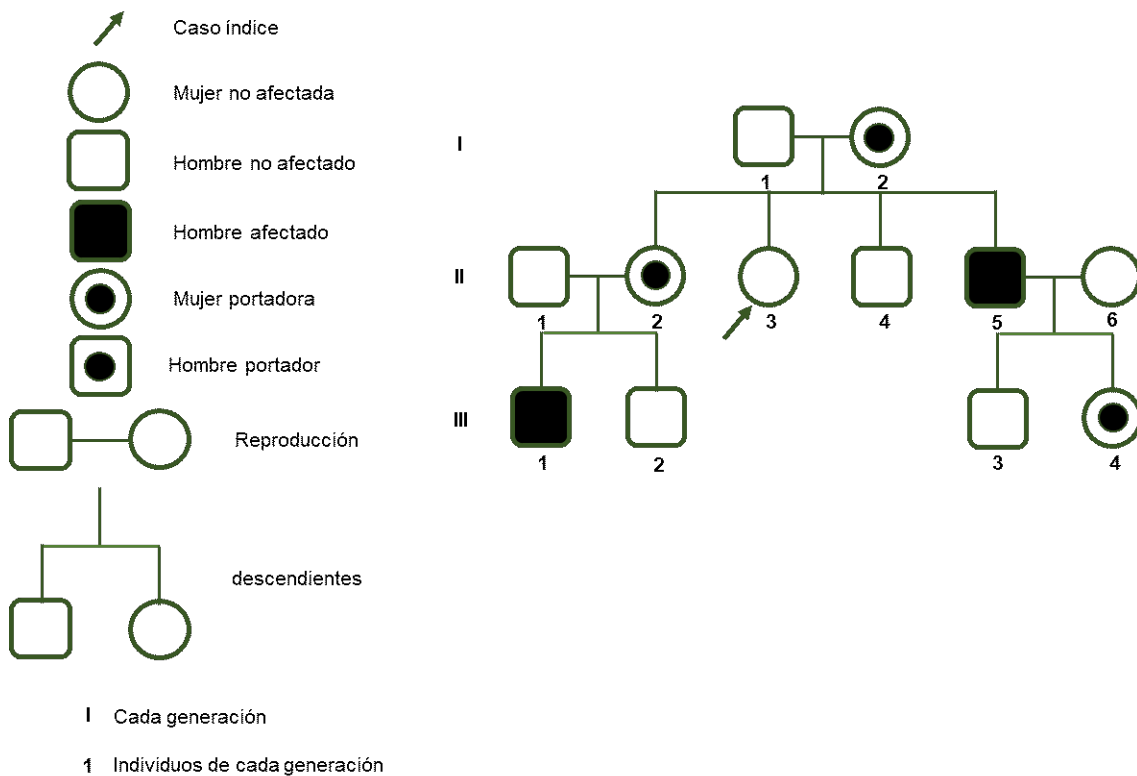 Caso índice
Mujer no afectada
Hombre no afectado
Hombre afectado
Mujer portadora
Hombre portador
Reproducción
descendientes
I Cada generación
1 Individuos de cada generación
I
1 2
II
1 2 3 4 5 6
III
1 2 3 4